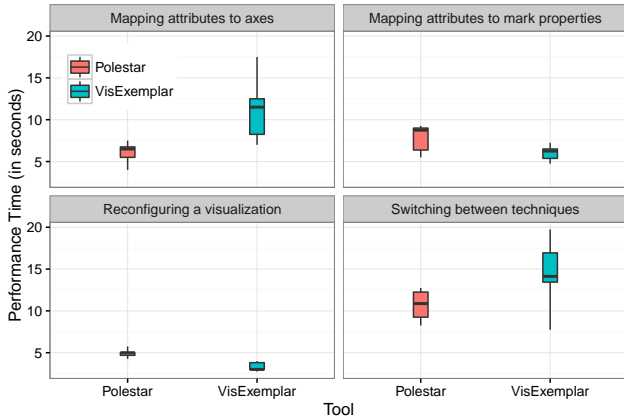 Mapping attributes to axes
Mapping attributes to mark properties
20
15
10
5
Polestar
VisExemplar
Reconfiguring a visualization
Switching between techniques
20
15
10
5
Performance Time (in seconds)
Polestar
VisExemplar
Polestar
VisExemplar
Tool